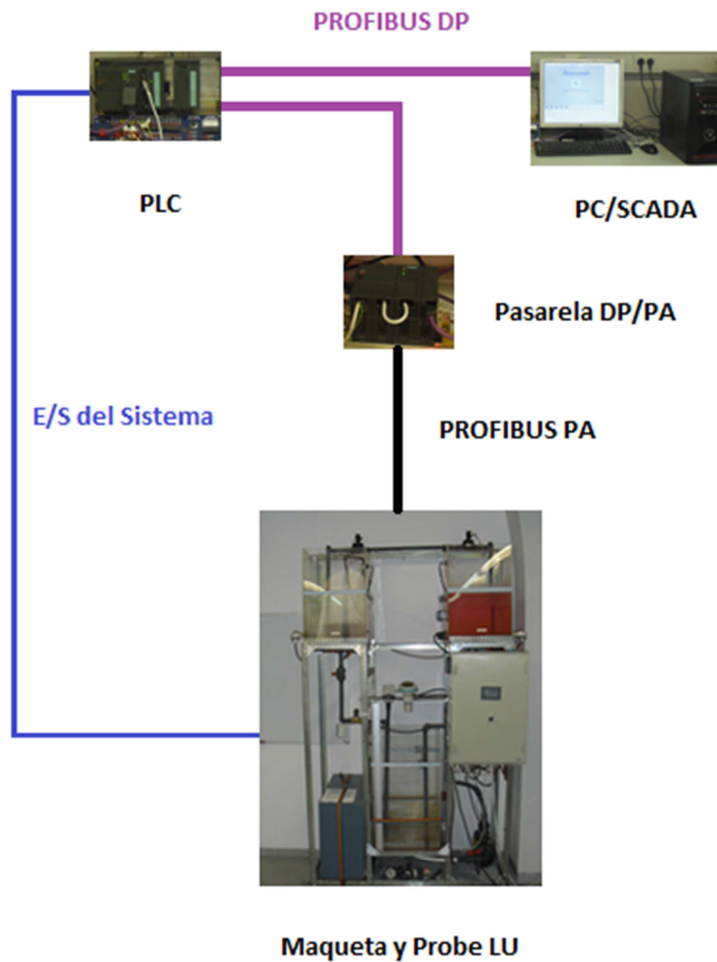 PROFIBUS DP
PLC
PC/SCADA
Pasarela DP/PA
E/S del Sistema
PROFIBUS PA
Maqueta y Probe LU